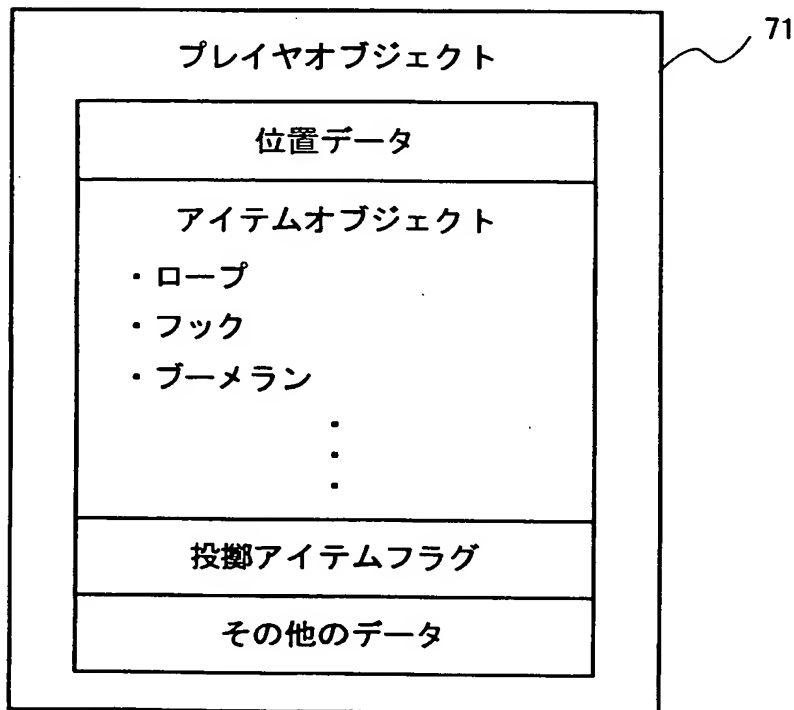 71
プレイヤオブジェクト
位置データ
アイテムオブジェクト
・ロープ
・フック
・ブーメラン
・
・
・
投擲アイテムフラグ
その他のデータ